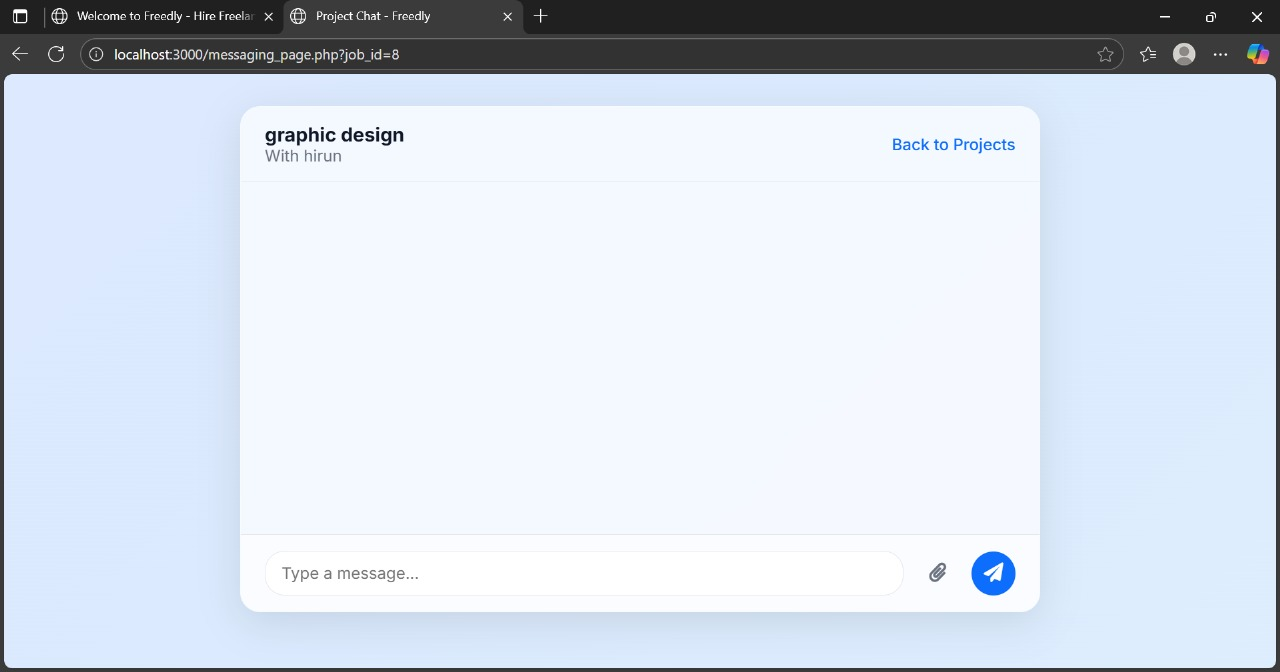 Welcome to Freedly - Hire Freelar
Project Chat - Freedly
localhost:3000/messaging_page.php?job_id=8
graphic design
With hirun
Back to Projects
Type a message...